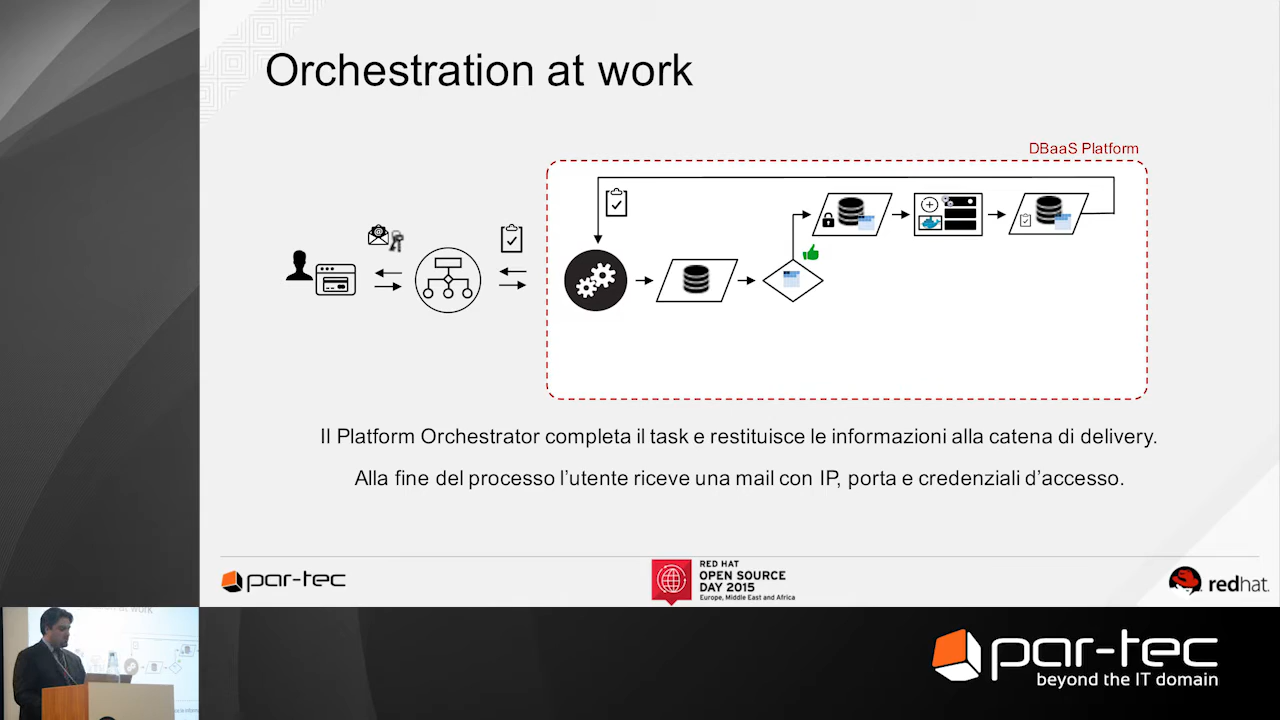 Orchestration at work
DBaaS Platform
Il Platform Orchestrator completa il task e restituisce le informazioni alla catena di delivery.
Alla fine del processo l’utente riceve una mail con IP, porta e credenziali d’accesso.
par-tec
RED HAT
OPEN SOURCE
DAY 2015
Europe, Middle East and Africa
redhat.
par-tec
beyond the IT domain